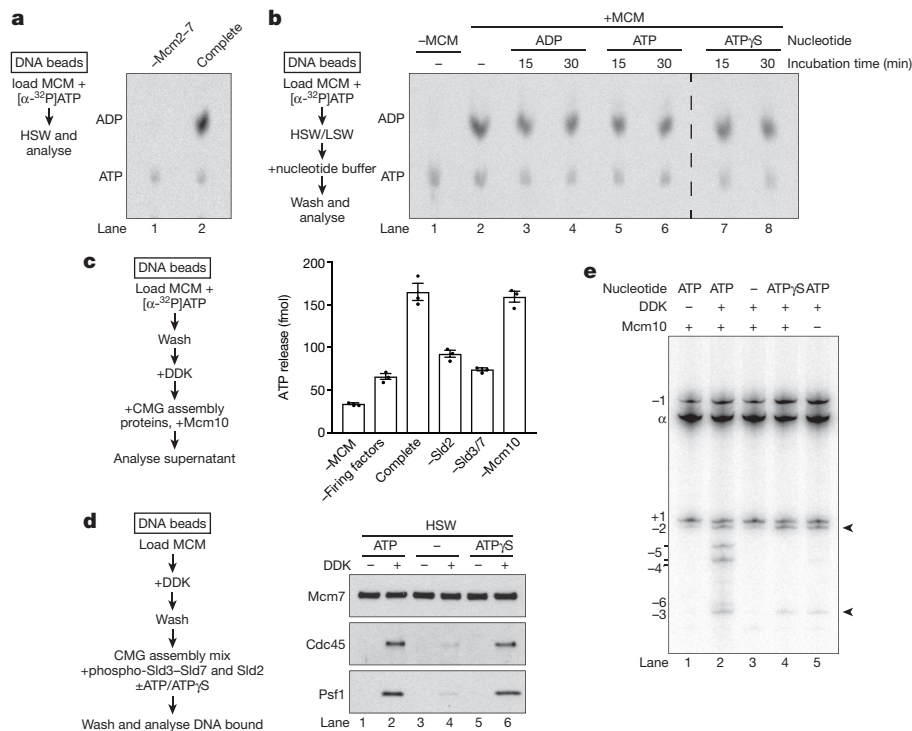 a
DNA beads
load MCM +
[α-³²P]ATP
HSW and
analyse
–Mcm2–7
Complete
ADP
ATP
Lane 1 2
b
DNA beads
Load MCM +
[α-³²P]ATP
HSW/LSW
+nucleotide buffer
Wash and
analyse
+MCM
–MCM ADP ATP ATPγS Nucleotide
– – 15 30 15 30 15 30 Incubation time (min)
ADP
ATP
Lane 1 2 3 4 5 6 7 8
c
DNA beads
Load MCM +
[α-³²P]ATP
Wash
+DDK
+CMG assembly
proteins, +Mcm10
Analyse supernatant
ATP release (fmol)
200
150
100
50
0
–MCM
–Firing factors
Complete
–Sld2
–Sld3/7
–Mcm10
d
DNA beads
Load MCM
+DDK
Wash
CMG assembly mix
+phospho-Sld3–Sld7 and Sld2
±ATP/ATPγS
Wash and analyse DNA bound
HSW
ATP – ATPγS
DDK – + – + – +
Mcm7
Cdc45
Psf1
Lane 1 2 3 4 5 6
e
Nucleotide ATP ATP – ATPγS ATP
DDK – + + + +
Mcm10 + + + + –
–1
α
+1
–2
–5
–4
–6
–3
Lane 1 2 3 4 5